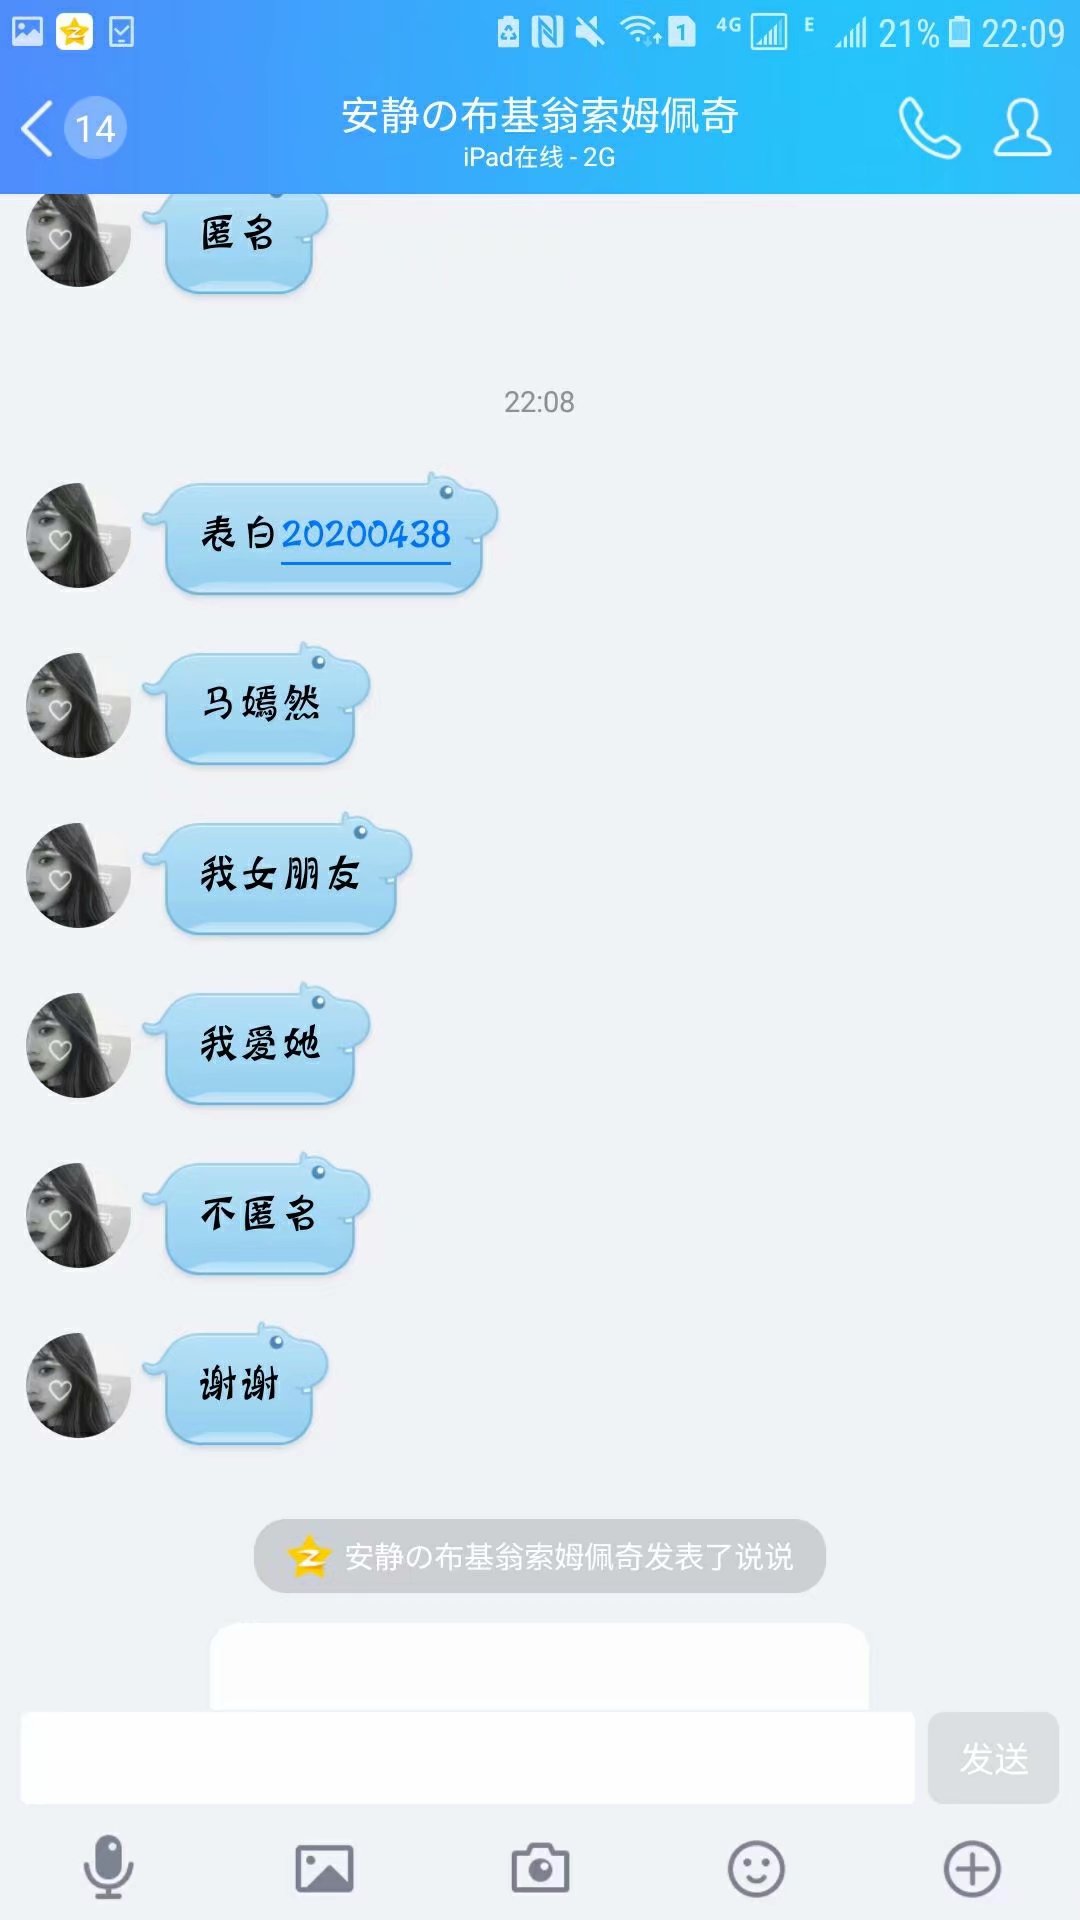 4G E 21% 22:09
14
安静の布基翁索姆佩奇
iPad在线 - 2G
匿名
22:08
表白20200438
马嫣然
我女朋友
我爱她
不匿名
谢谢
安静の布基翁索姆佩奇发表了说说
发送